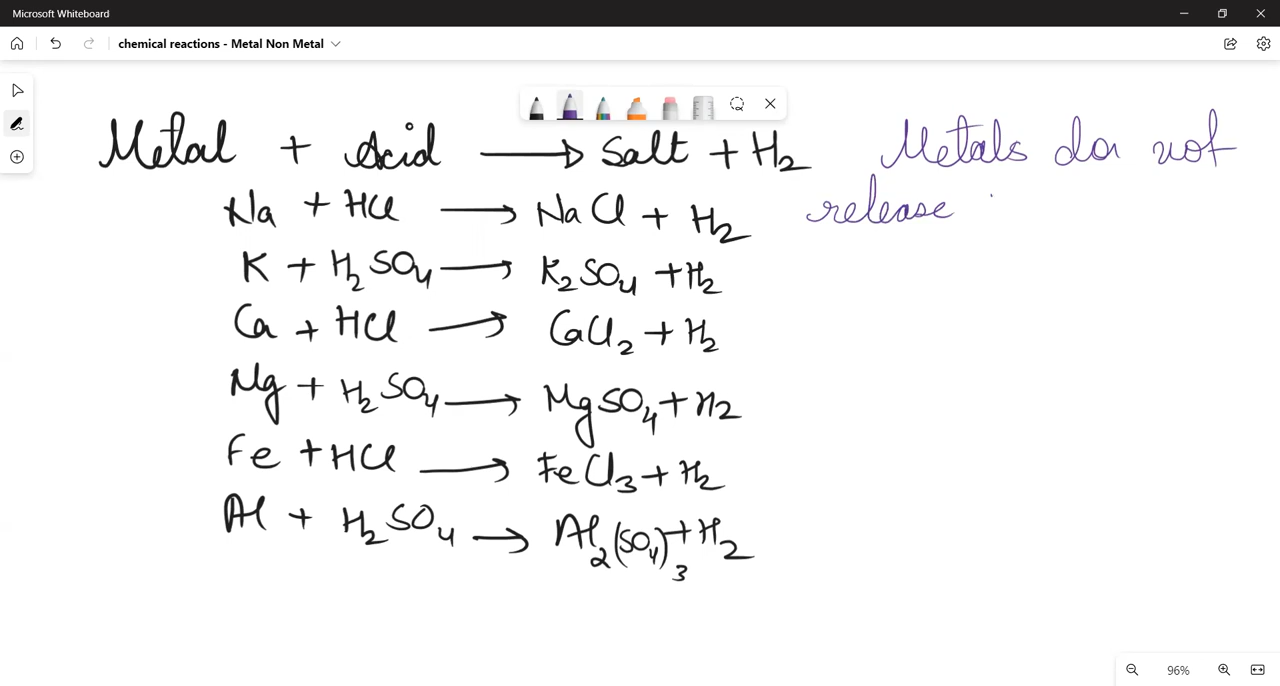 Microsoft Whiteboard
chemical reactions - Metal Non Metal
Metal + Acid → Salt + H₂
Na + HCl → NaCl + H₂
K + H₂SO₄ → K₂SO₄ + H₂
Ca + HCl → CaCl₂ + H₂
Mg + H₂SO₄ → MgSO₄ + H₂
Fe + HCl → FeCl₃ + H₂
Al + H₂SO₄ → Al₂(SO₄)₃ + H₂
Metals do not
release
96%